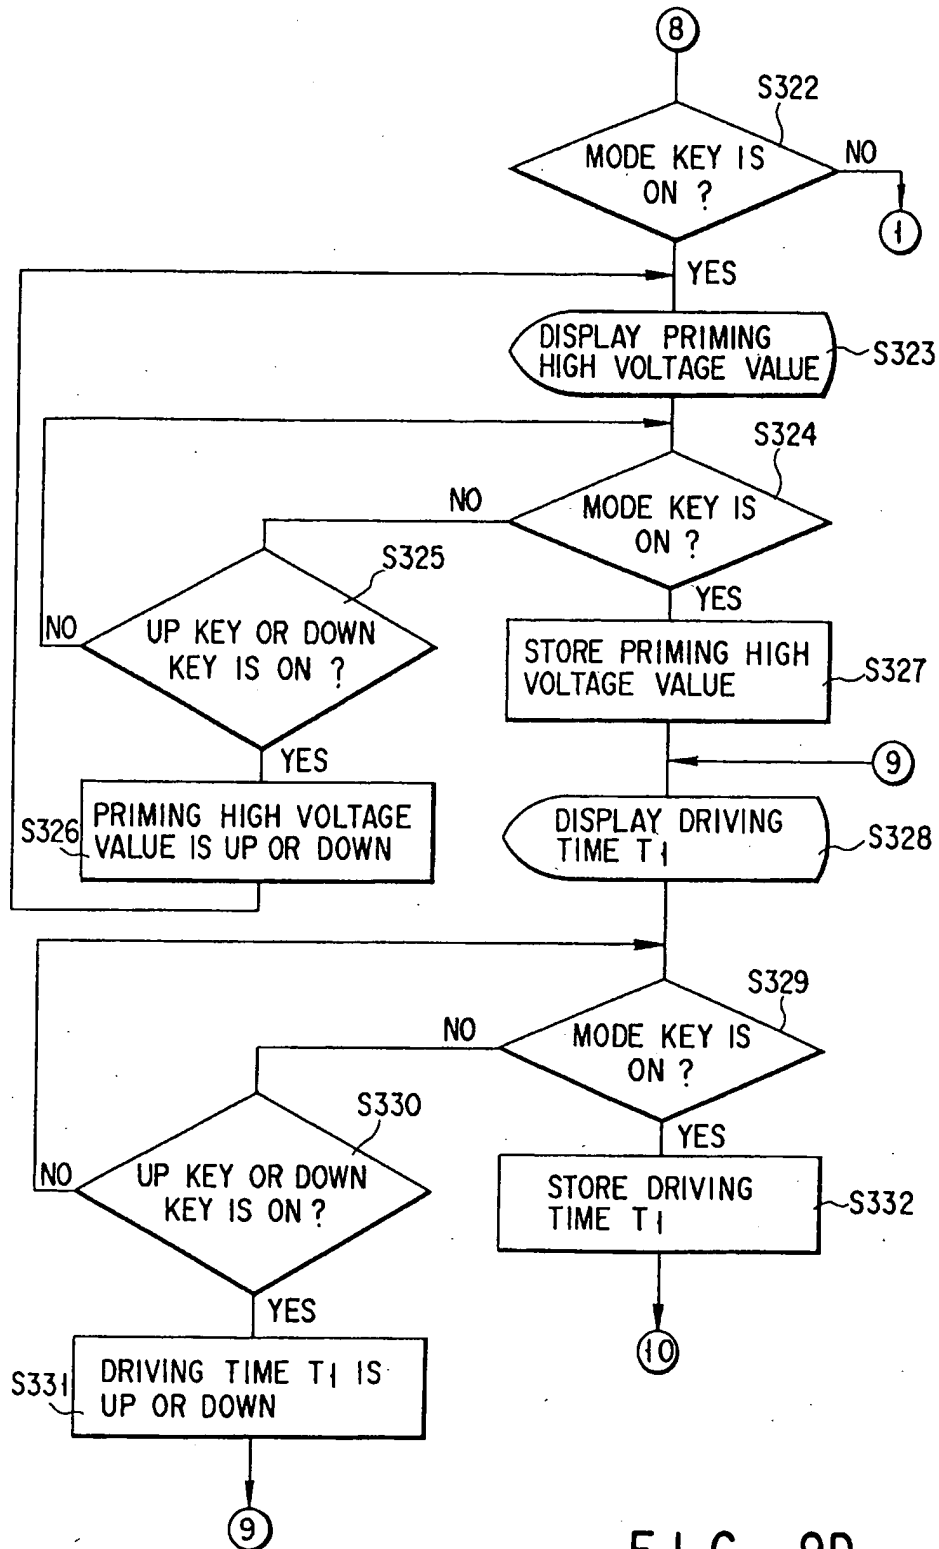 8
S322
MODE KEY IS
ON ?
NO
1
YES
DISPLAY PRIMING
HIGH VOLTAGE VALUE
S323
S324
NO
MODE KEY IS
ON ?
S325
YES
NO
UP KEY OR DOWN
KEY IS ON ?
STORE PRIMING HIGH
VOLTAGE VALUE
S327
YES
9
S326
PRIMING HIGH VOLTAGE
VALUE IS UP OR DOWN
DISPLAY DRIVING
TIME T1
S328
S329
NO
MODE KEY IS
ON ?
S330
YES
NO
UP KEY OR DOWN
KEY IS ON ?
STORE DRIVING
TIME T1
S332
YES
10
S331
DRIVING TIME T1 IS
UP OR DOWN
9